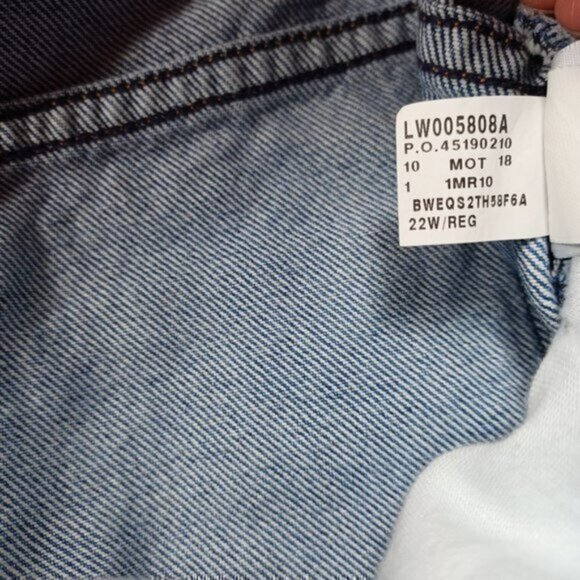 LW005808A
P.O.45190210
10 MOT 18
1 1MR10
BWEQS2TH58F6A
22W/REG